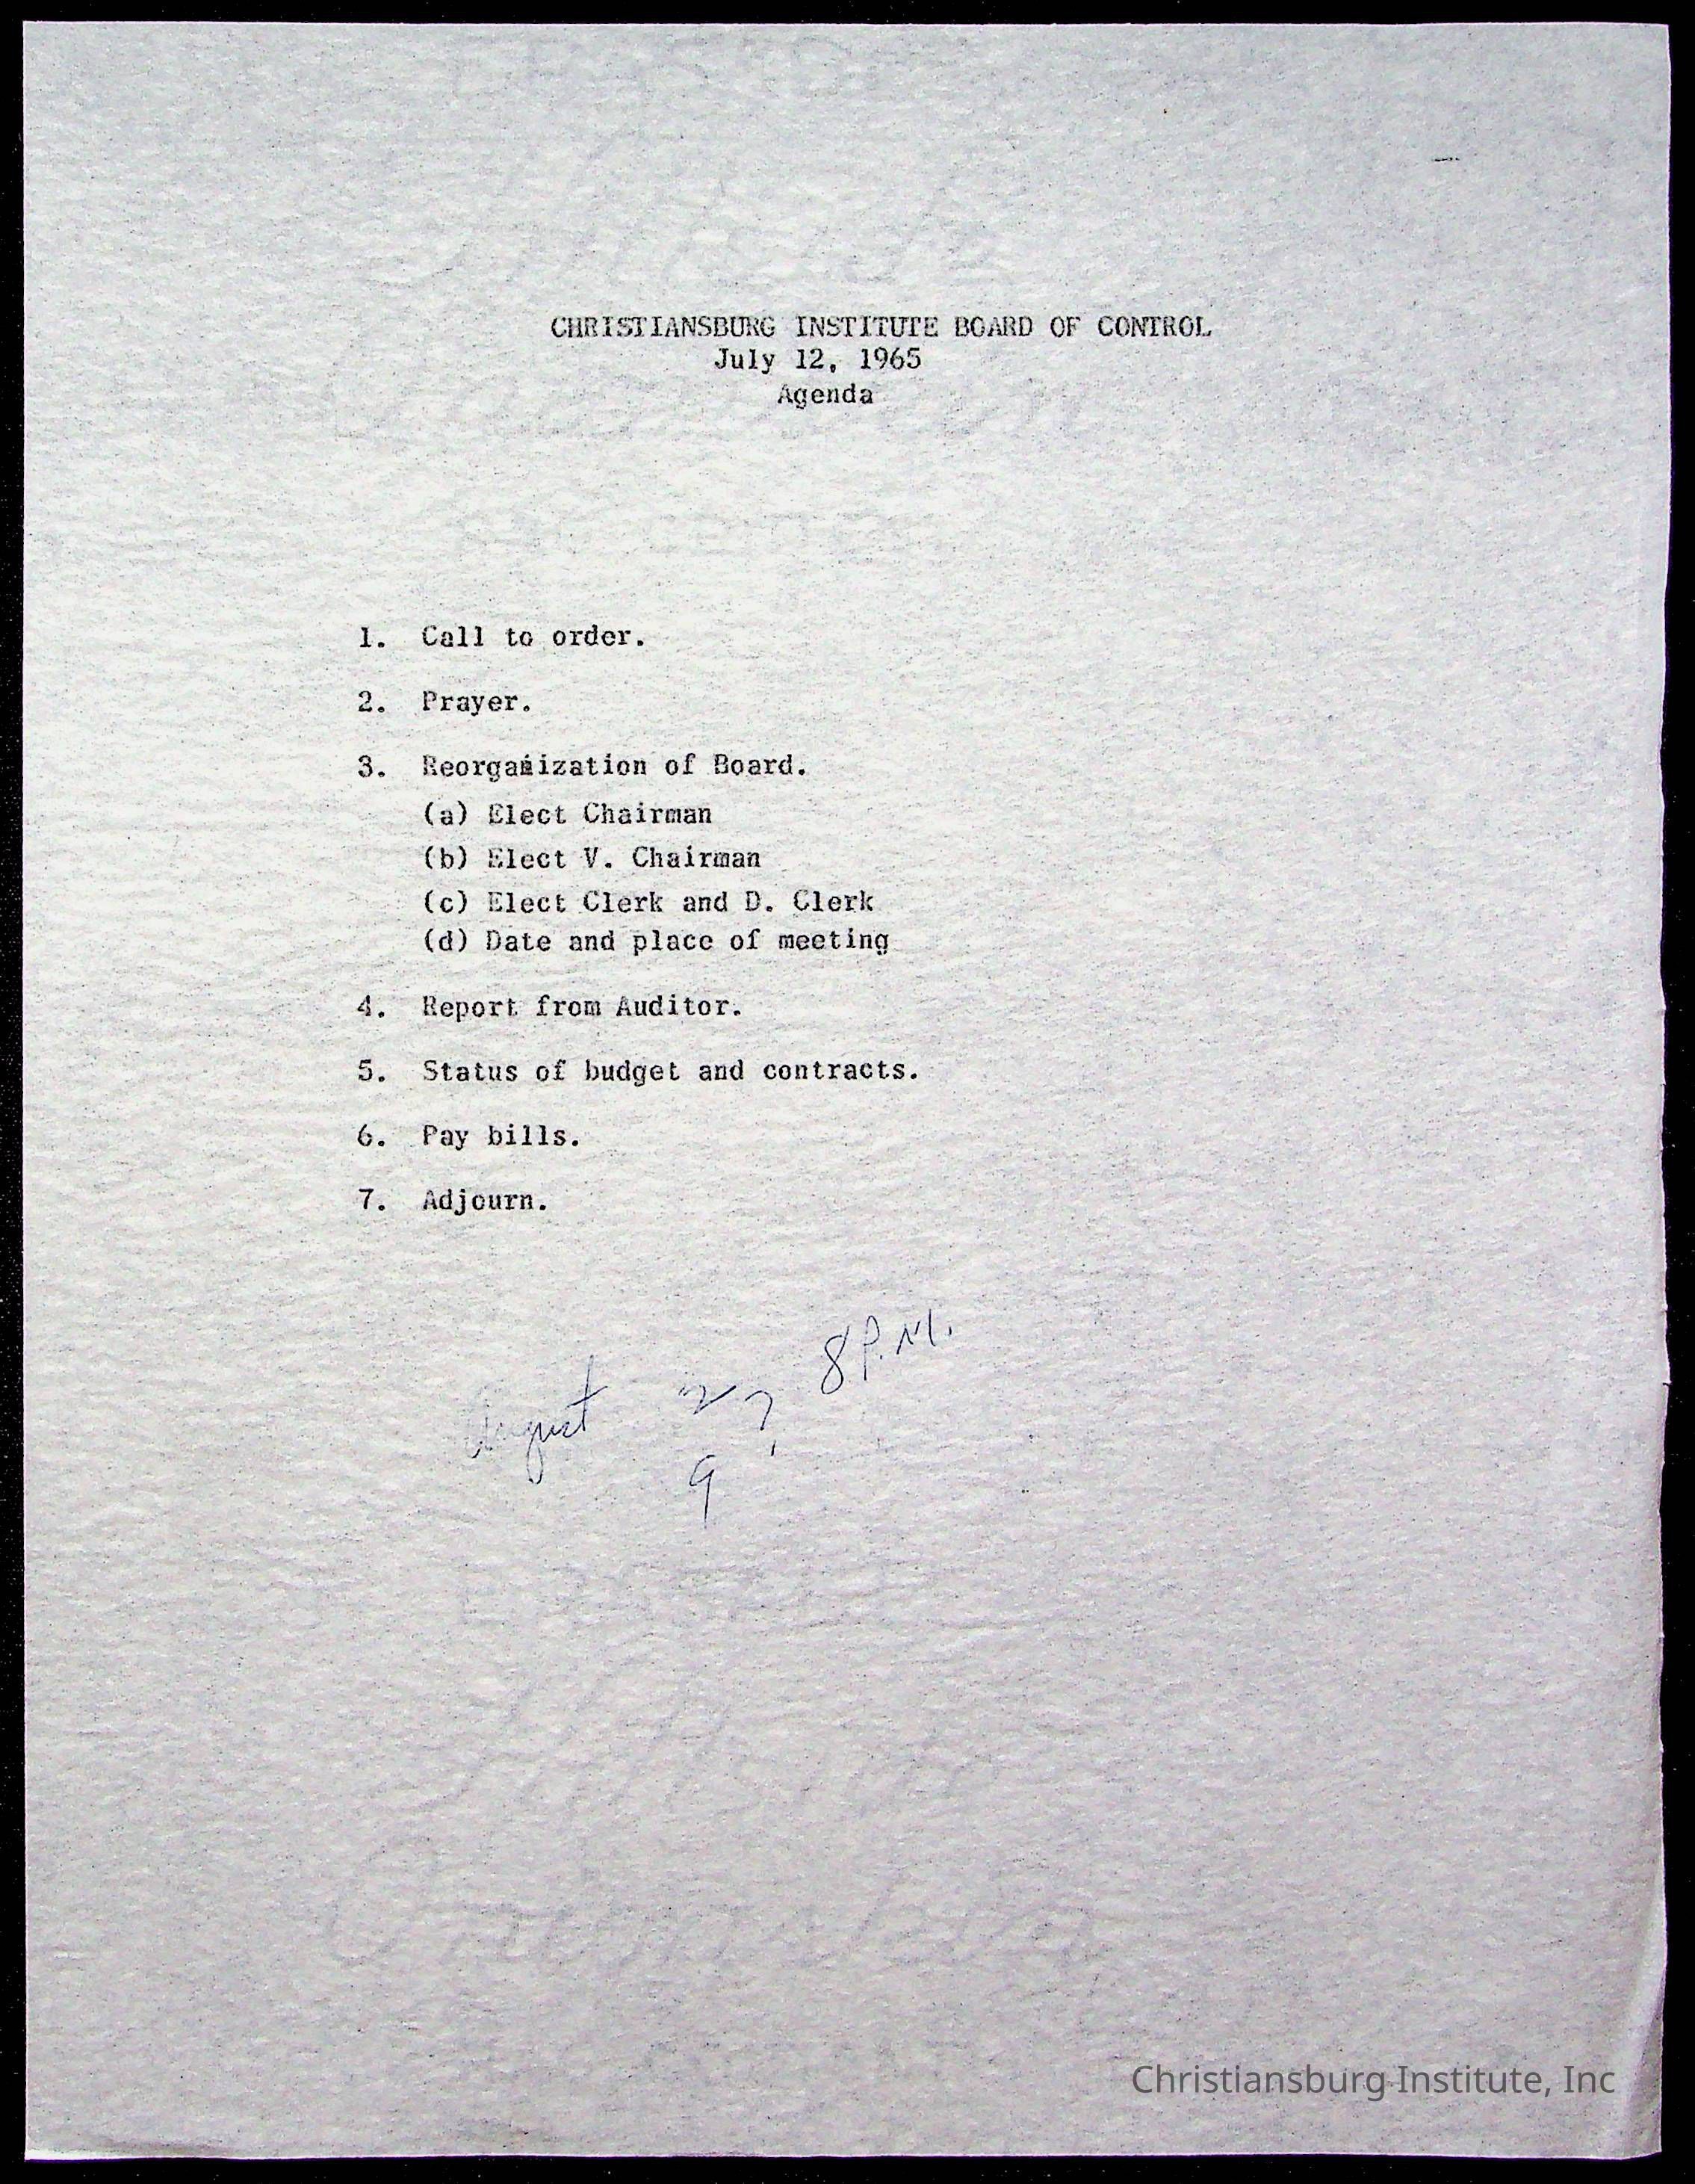 CHRISTIANSBURG INSTITUTE BOARD OF CONTROL
July 12, 1965
Agenda
1. Call to order.
2. Prayer.
3. Reorganization of Board.
(a) Elect Chairman
(b) Elect V. Chairman
(c) Elect Clerk and D. Clerk
(d) Date and place of meeting
4. Report from Auditor.
5. Status of budget and contracts.
6. Pay bills.
7. Adjourn.
8 P.M.
August
9
Christiansburg Institute, Inc